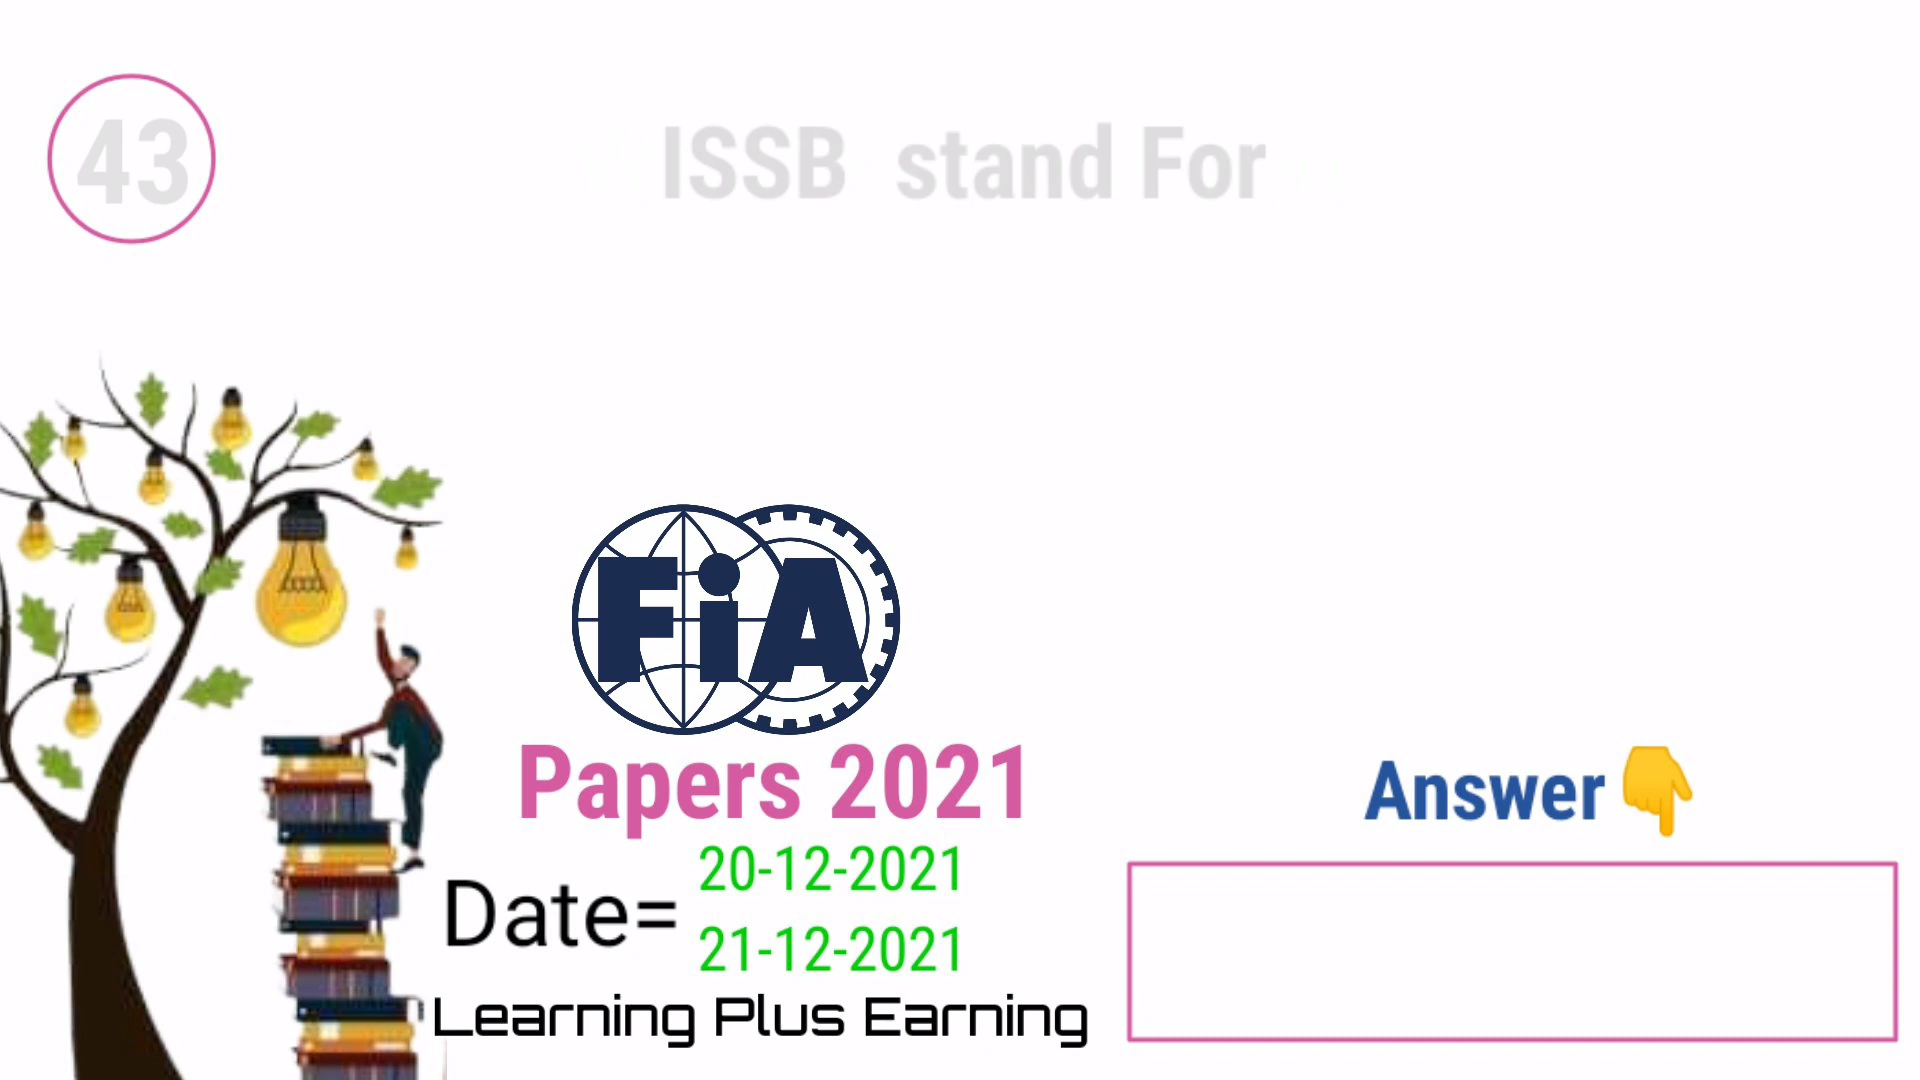 43
ISSB stand For
FiA
Papers 2021
Answer👇
Date=
20-12-2021
21-12-2021
Learning Plus Earning